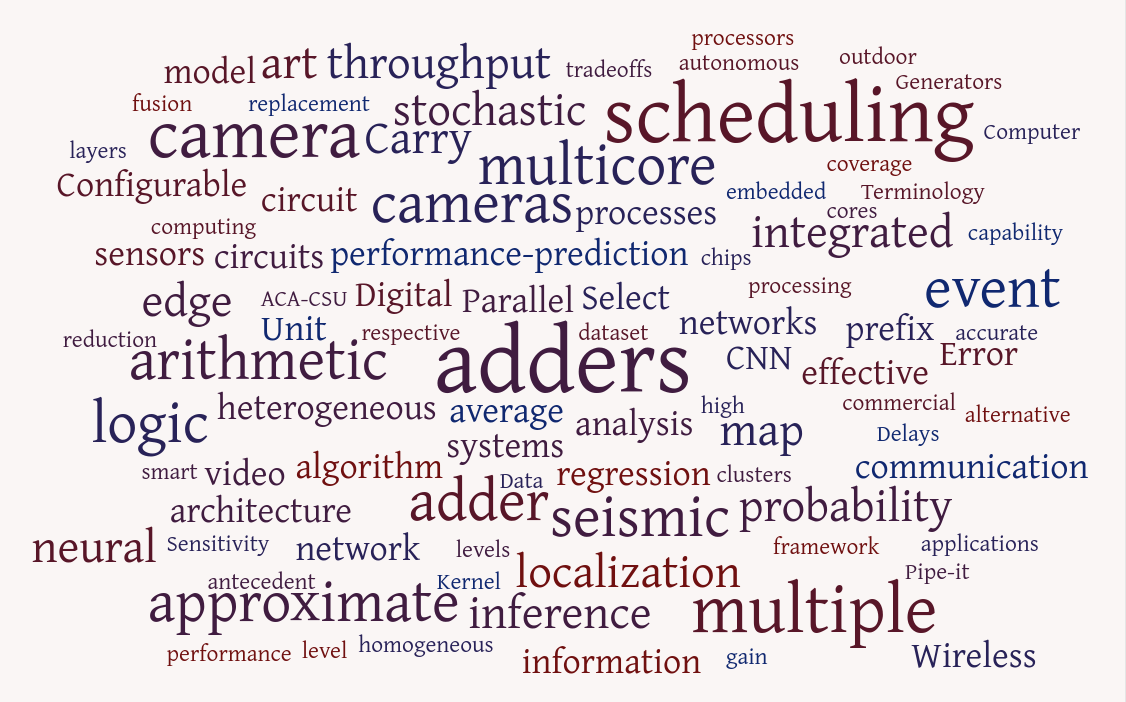 processors
model art throughput tradeoffs autonomous outdoor
Generators
fusion replacement stochastic scheduling
camera Carry Computer
layers multicore coverage
Configurable circuit cameras processes embedded Terminology
cores
computing integrated capability
sensors circuits performance-prediction chips
edge ACA-CSU Digital Parallel Select processing event
reduction Unit respective dataset networks prefix accurate
arithmetic adders CNN effective Error
logic heterogeneous average analysis high commercial alternative
systems map Delays
smart video algorithm Data regression clusters communication
architecture adder seismic probability
neural Sensitivity network levels framework applications
antecedent Kernel localization Pipe-it
approximate inference multiple
performance level homogeneous information gain Wireless